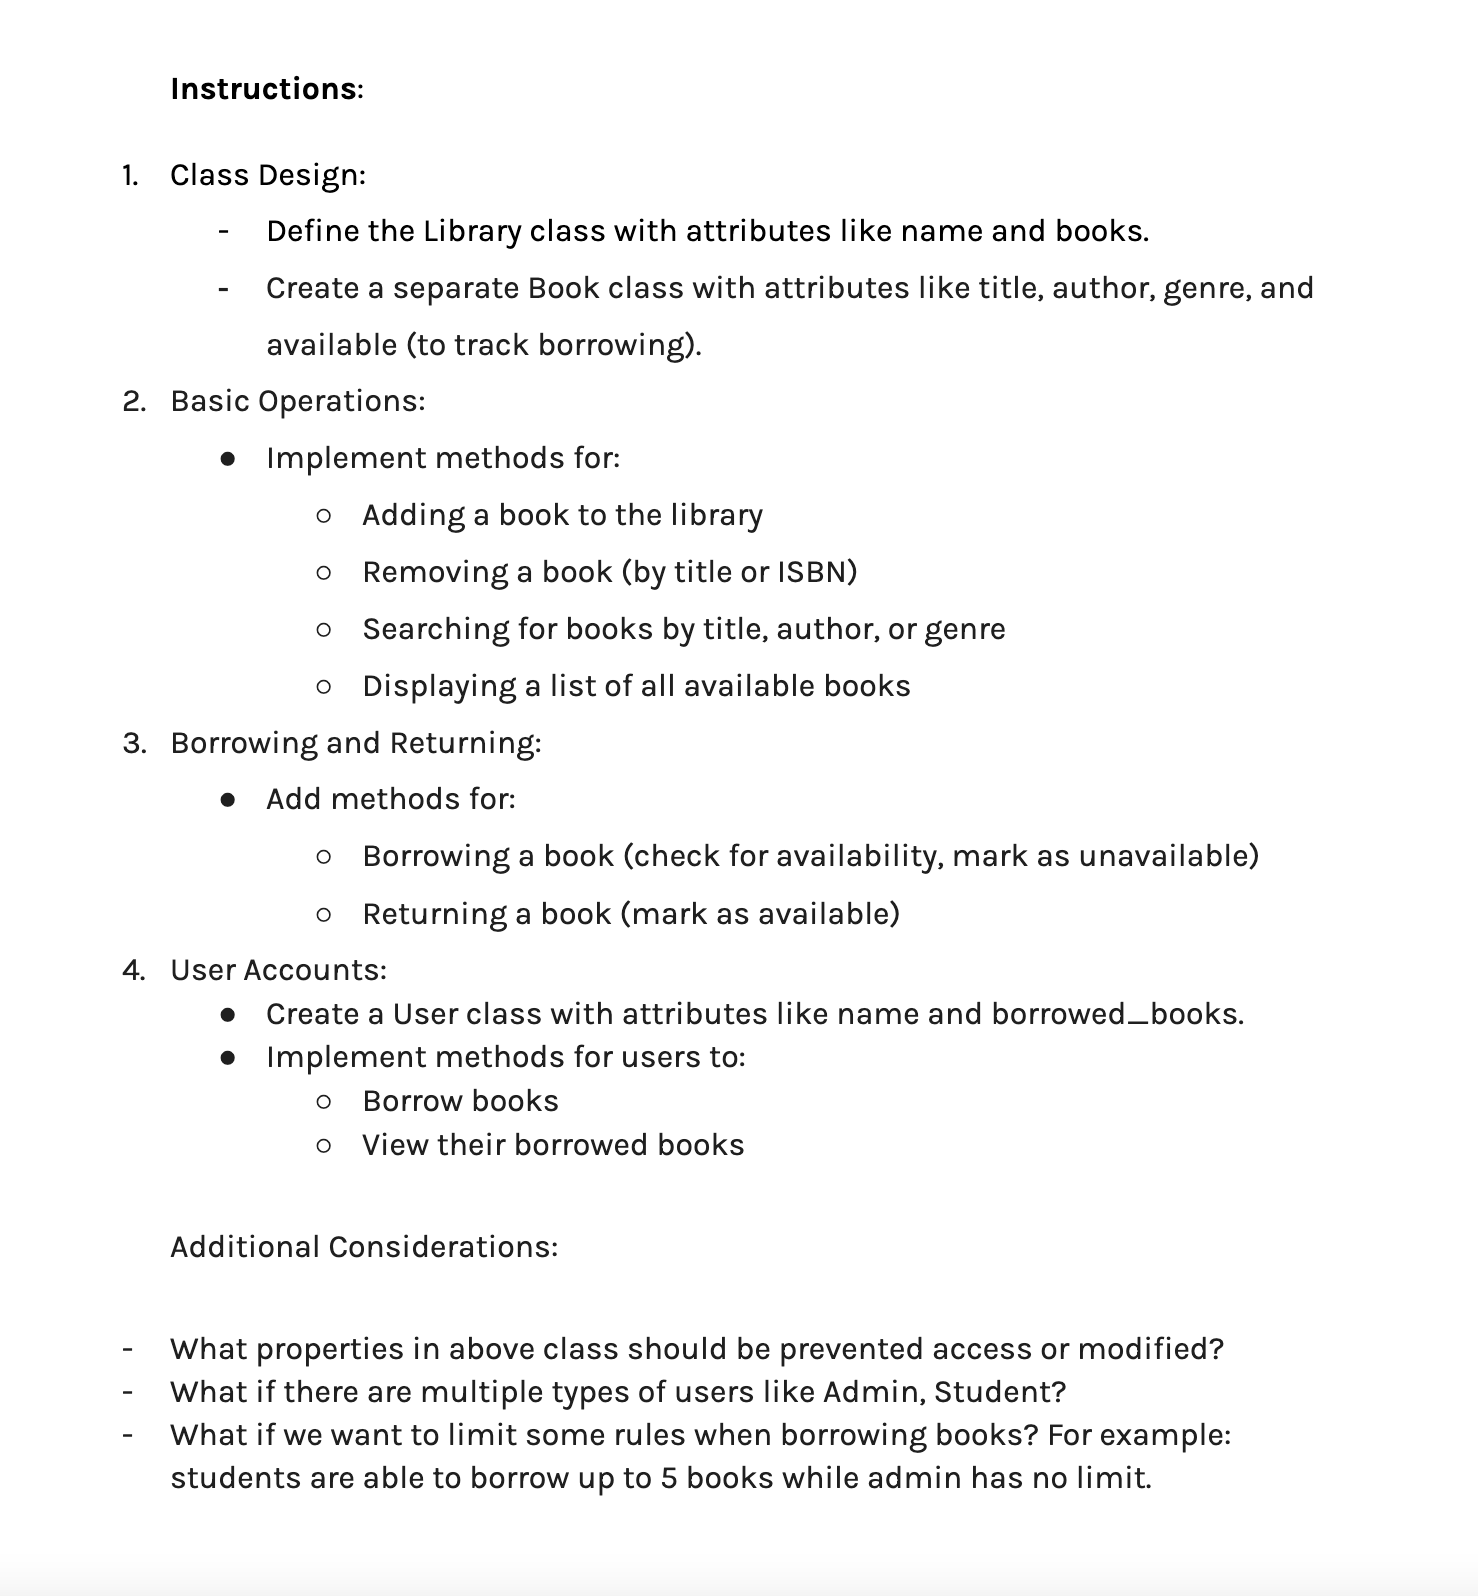 Instructions:
1. Class Design:
- Define the Library class with attributes like name and books.
- Create a separate Book class with attributes like title, author, genre, and
available (to track borrowing).
2. Basic Operations:
● Implement methods for:
○ Adding a book to the library
○ Removing a book (by title or ISBN)
○ Searching for books by title, author, or genre
○ Displaying a list of all available books
3. Borrowing and Returning:
● Add methods for:
○ Borrowing a book (check for availability, mark as unavailable)
○ Returning a book (mark as available)
4. User Accounts:
● Create a User class with attributes like name and borrowed_books.
● Implement methods for users to:
○ Borrow books
○ View their borrowed books
Additional Considerations:
- What properties in above class should be prevented access or modified?
- What if there are multiple types of users like Admin, Student?
- What if we want to limit some rules when borrowing books? For example:
students are able to borrow up to 5 books while admin has no limit.